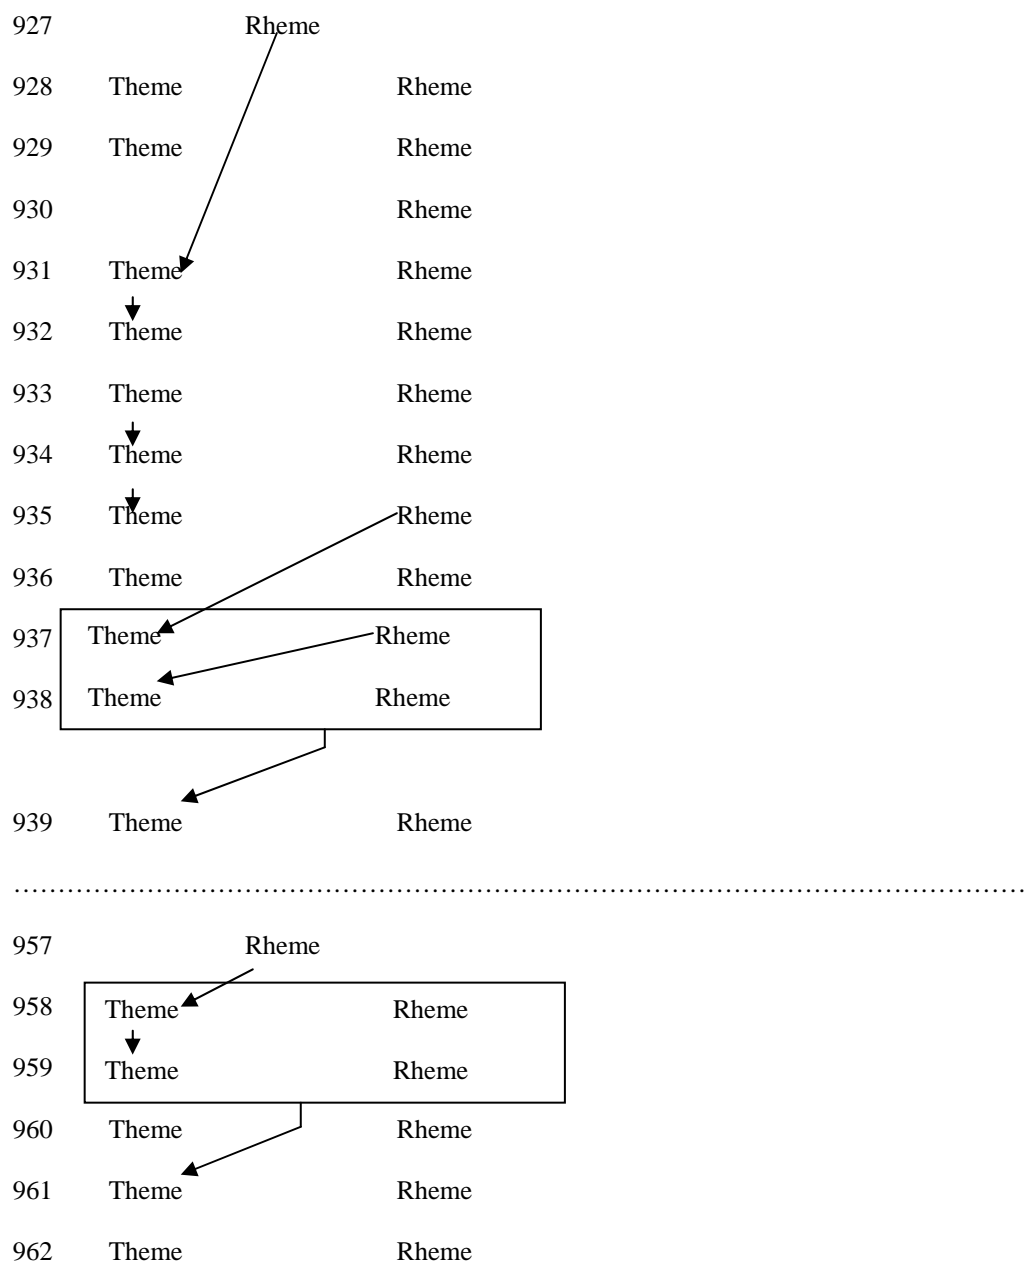 927 Rheme
928 Theme Rheme
929 Theme Rheme
930 Rheme
931 Theme Rheme
932 Theme Rheme
933 Theme Rheme
934 Theme Rheme
935 Theme Rheme
936 Theme Rheme
937 Theme Rheme
938 Theme Rheme
939 Theme Rheme
……………………………………………………………………………………………………
957 Rheme
958 Theme Rheme
959 Theme Rheme
960 Theme Rheme
961 Theme Rheme
962 Theme Rheme